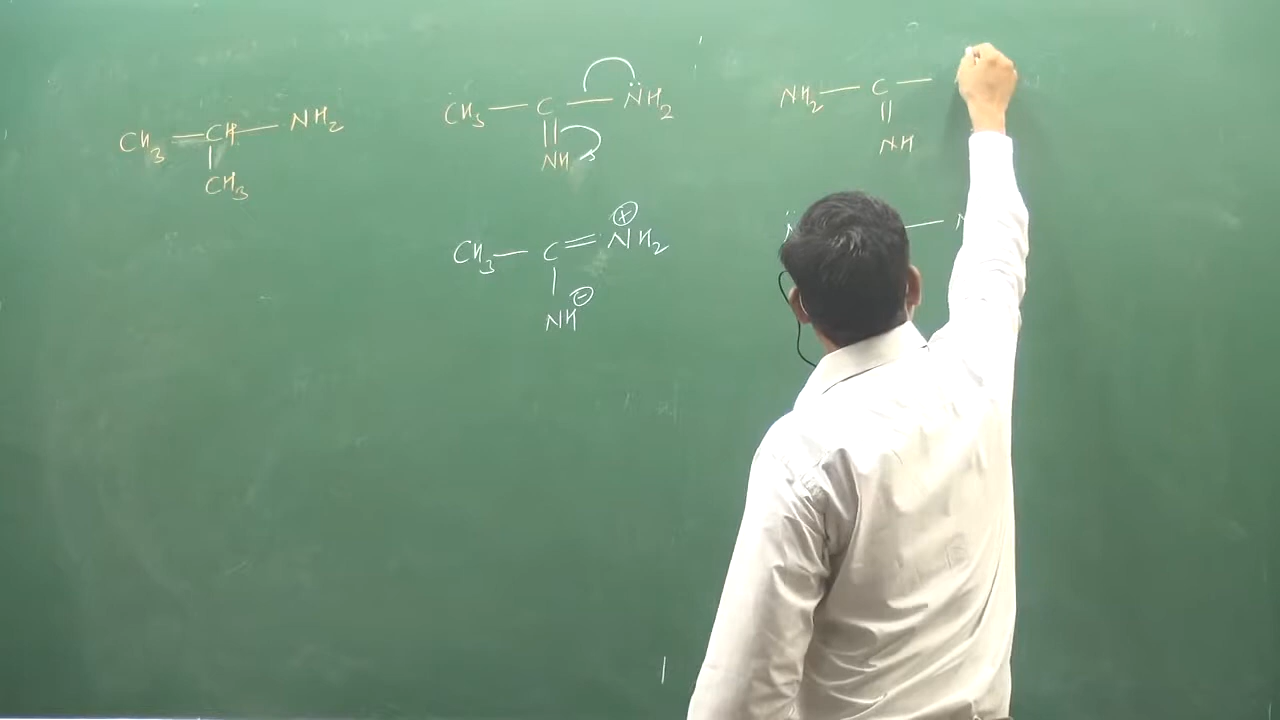 CH3 = CH — NH2
|
CH3
CH3 — C — N̈H2
||
NH
CH3 — C = NH2 ⊕
|
NH ⊖
NH2 — C —
||
NH